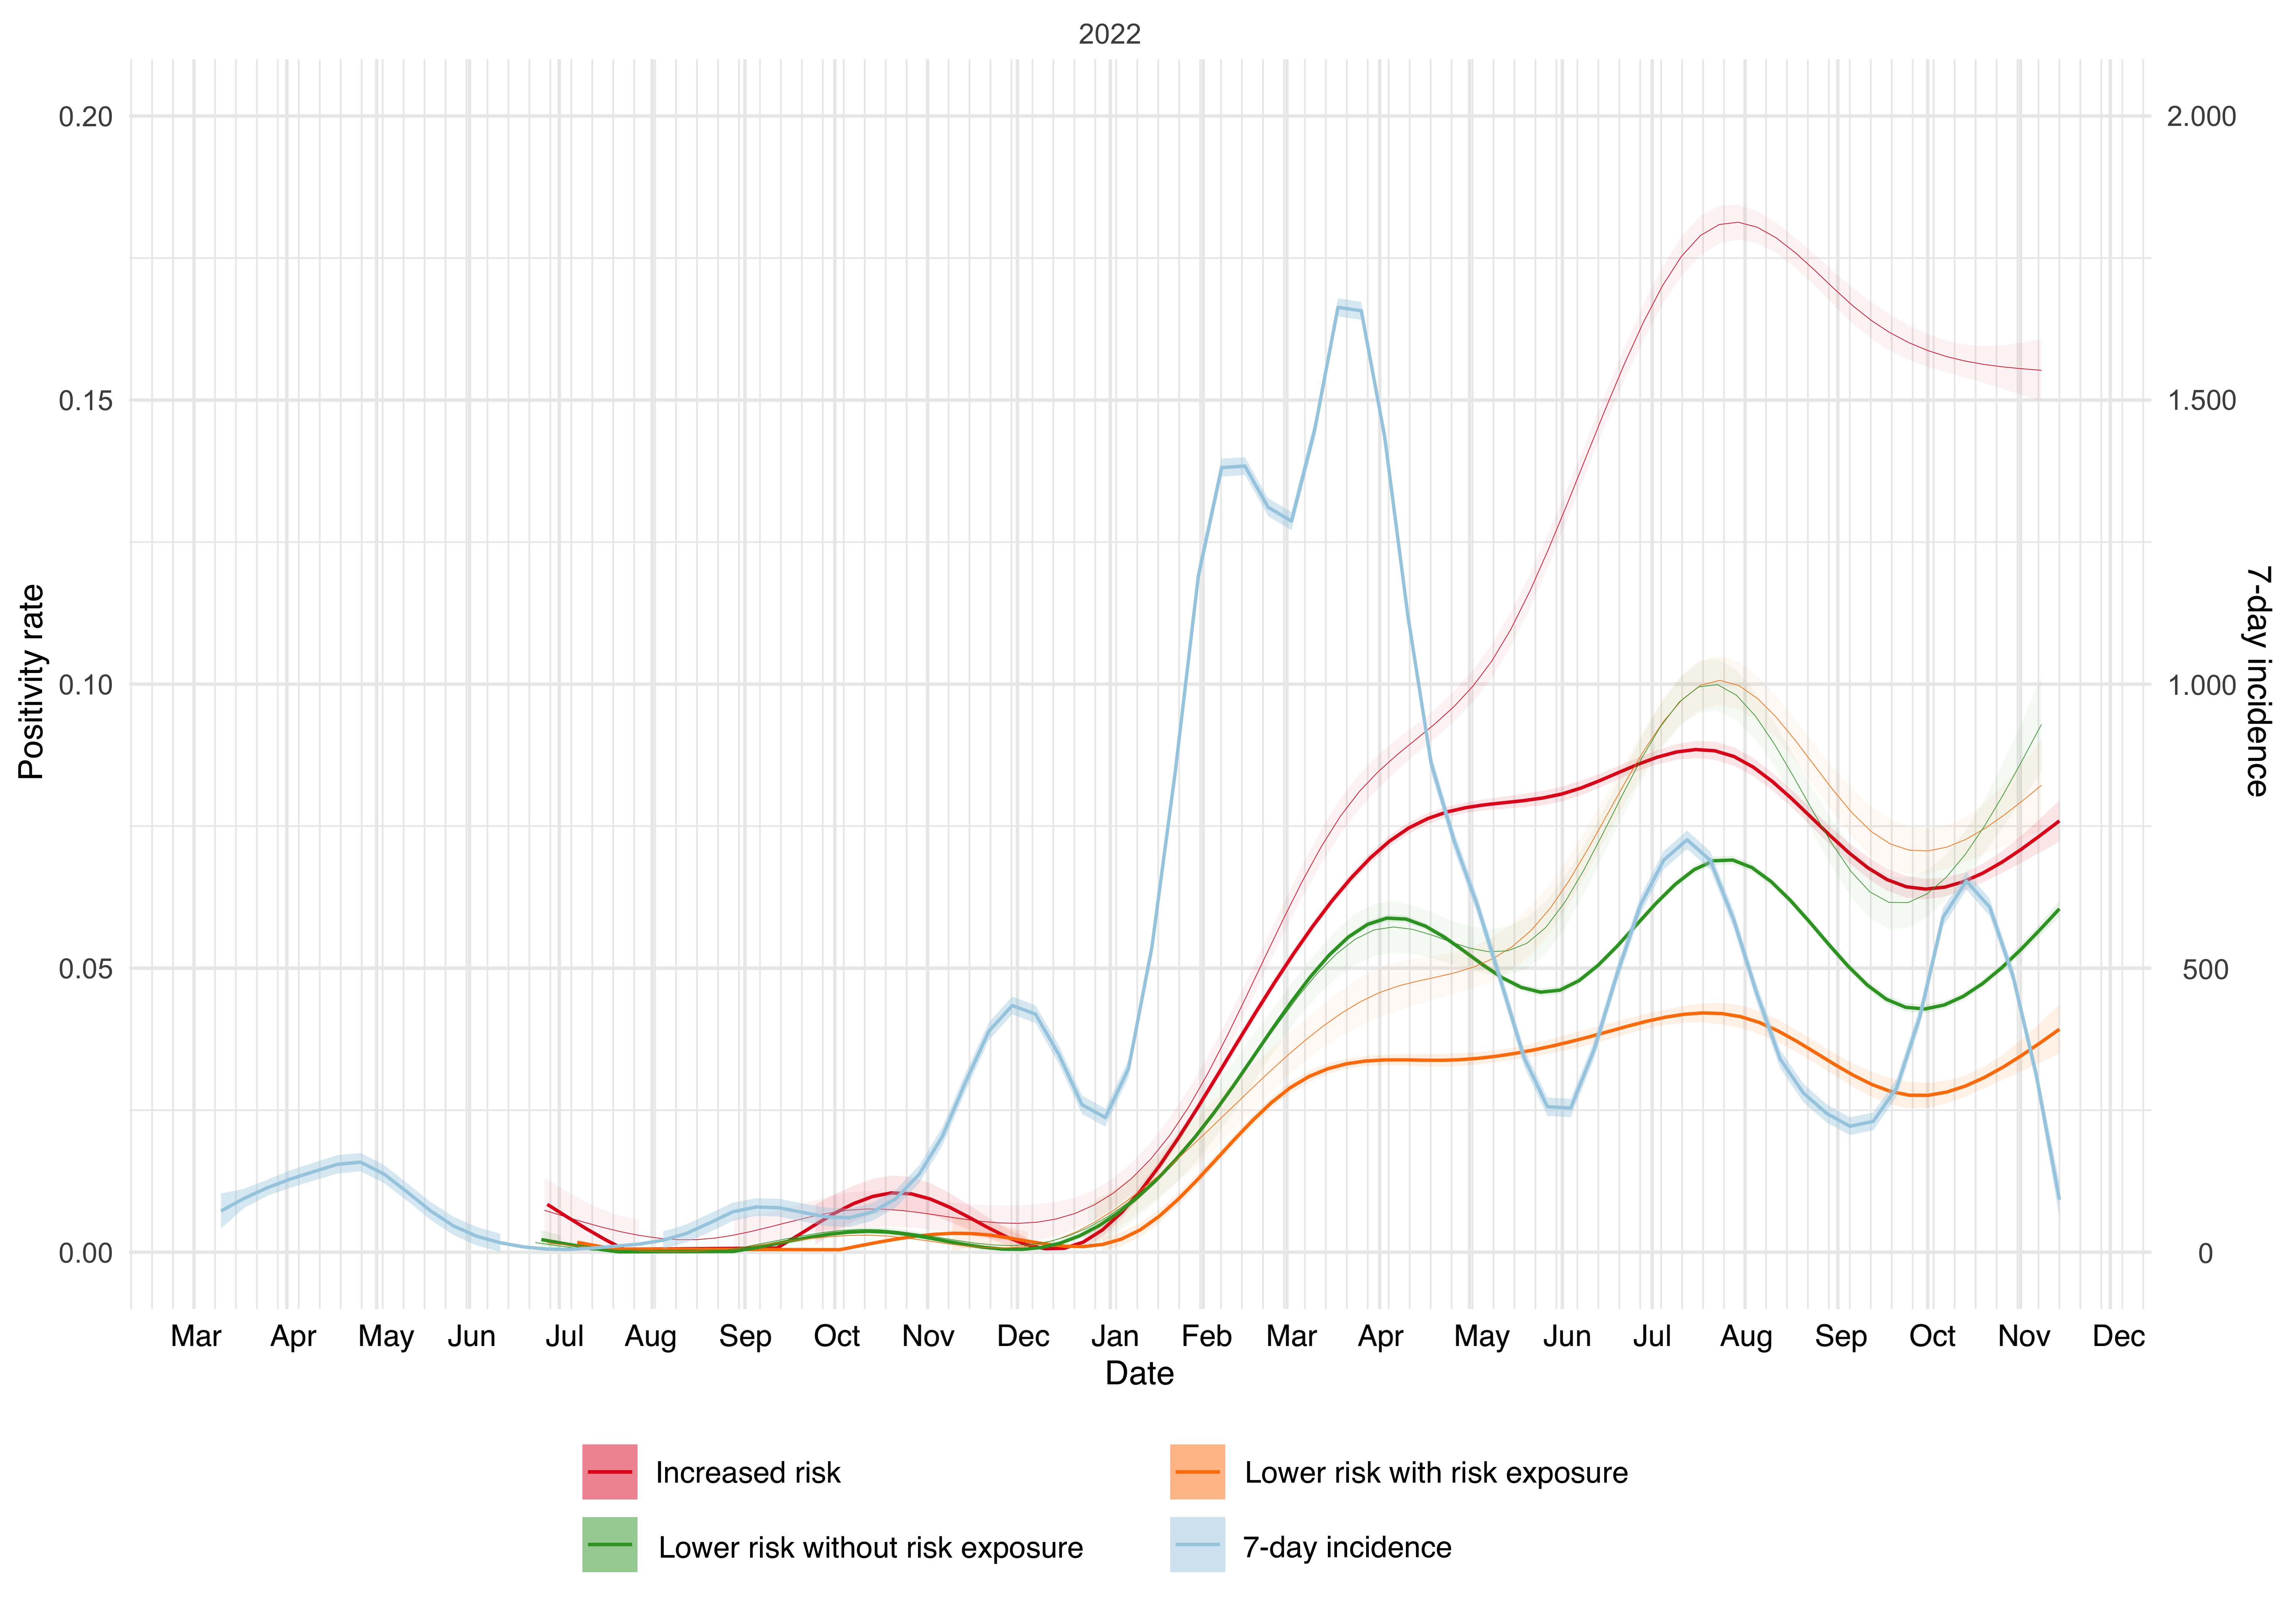 2022
0.20
0.15
0.10
0.05
0.00
Positivity rate
2.000
1.500
1.000
500
0
7-day incidence
Mar Apr May Jun Jul Aug Sep Oct Nov Dec Jan Feb Mar Apr May Jun Jul Aug Sep Oct Nov Dec
Date
Increased risk
Lower risk with risk exposure
Lower risk without risk exposure
7-day incidence